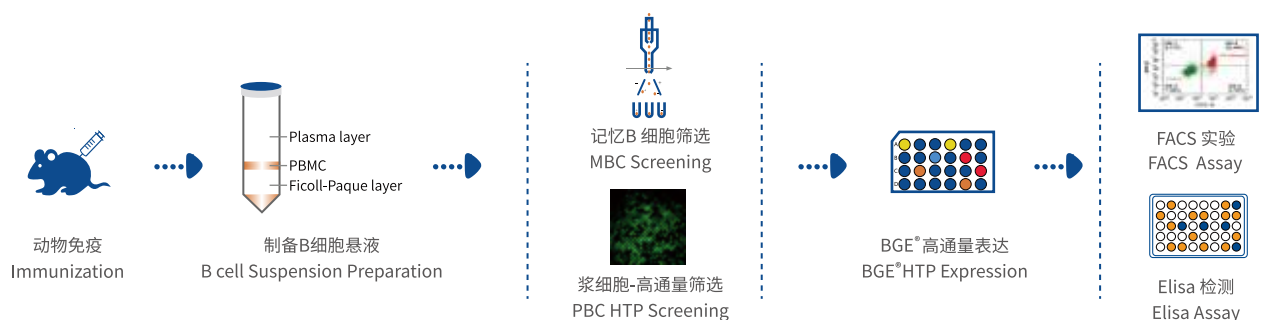 动物免疫
Immunization
Plasma layer
PBMC
Ficoll-Paque layer
制备B细胞悬液
B cell Suspension Preparation
记忆B 细胞筛选
MBC Screening
浆细胞-高通量筛选
PBC HTP Screening
A
B
C
D
BGE®高通量表达
BGE®HTP Expression
FACS 实验
FACS Assay
Elisa 检测
Elisa Assay